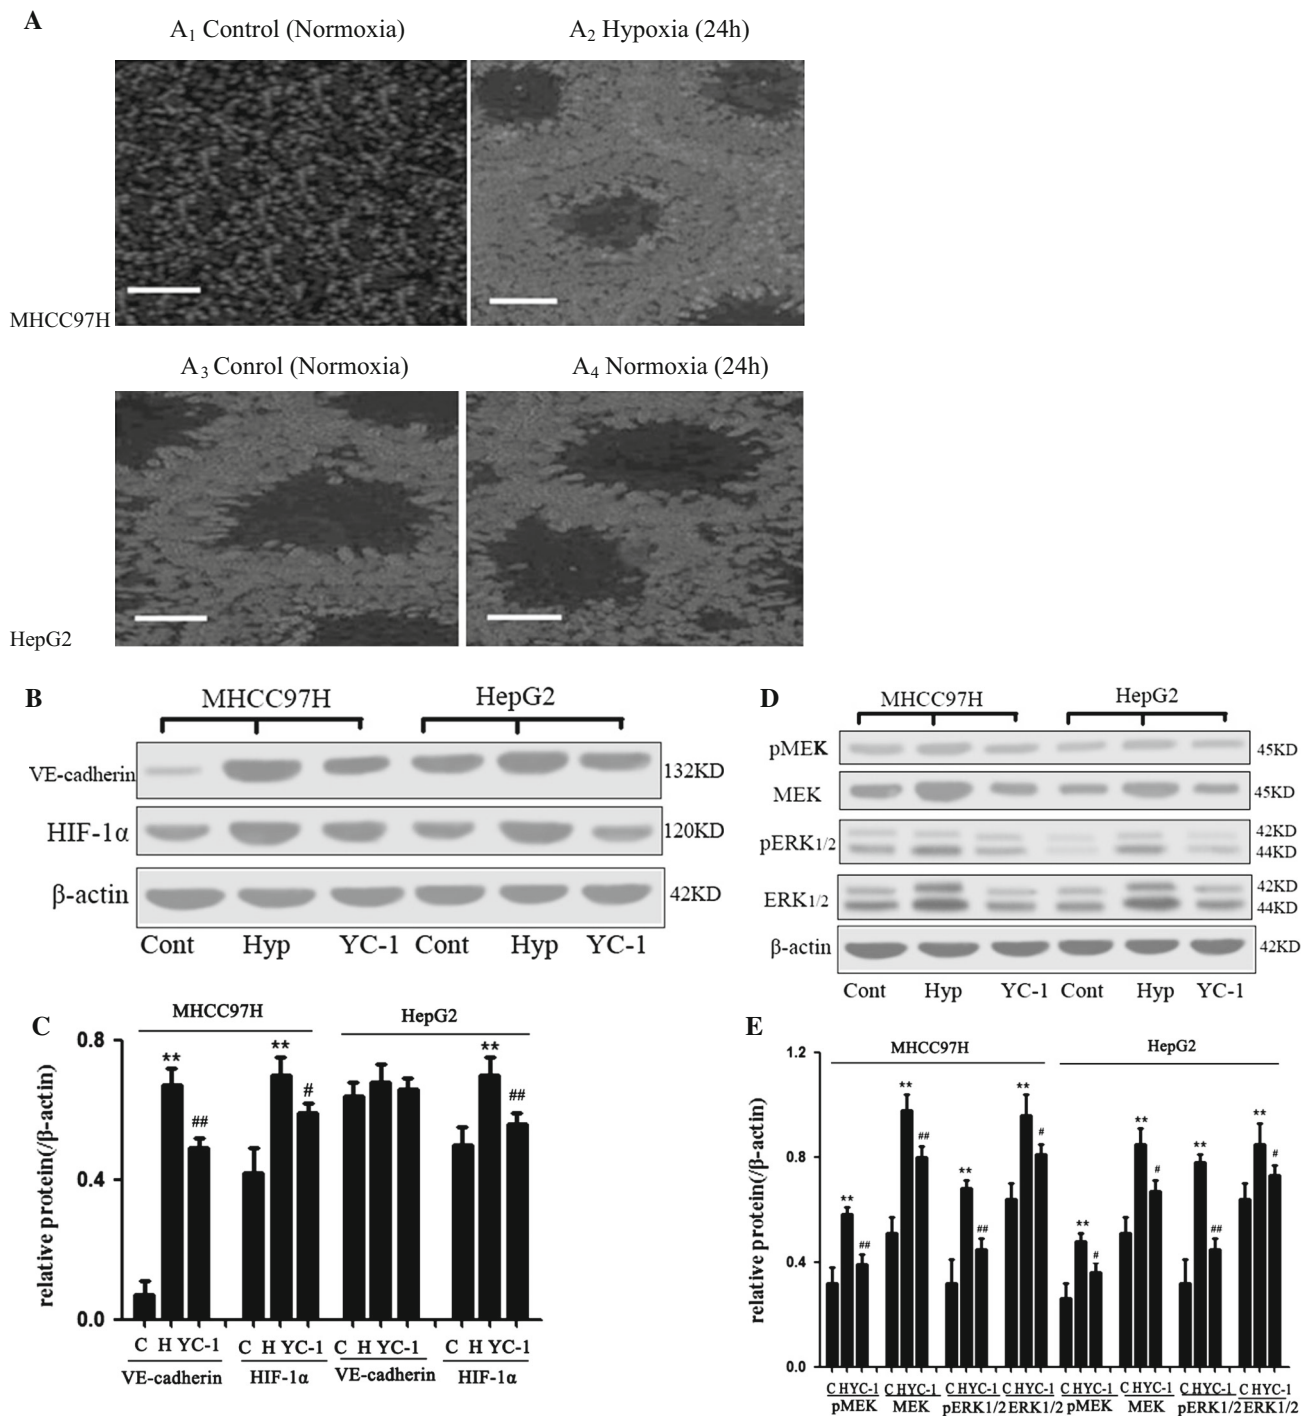 A
A1 Control (Normoxia)
A2 Hypoxia (24h)
MHCC97H
A3 Conrol (Normoxia)
A4 Normoxia (24h)
HepG2
B
MHCC97H
HepG2
VE-cadherin
132KD
HIF-1α
120KD
β-actin
42KD
Cont Hyp YC-1 Cont Hyp YC-1
D
MHCC97H
HepG2
pMEK
45KD
MEK
45KD
pERK1/2
42KD
44KD
ERK1/2
42KD
44KD
β-actin
42KD
Cont Hyp YC-1 Cont Hyp YC-1
C
MHCC97H
HepG2
relative protein(/β-actin)
0.8
0.4
0.0
** ## ** # ** ##
C H YC-1 C H YC-1 C H YC-1 C H YC-1
VE-cadherin HIF-1α VE-cadherin HIF-1α
E
MHCC97H
HepG2
relative protein(/β-actin)
1.2
0.8
0.4
0.0
** ## ** ## ** ## ** # ** # ** # ** ## ** #
C HYC-1 C HYC-1 C HYC-1 C HYC-1 C HYC-1 C HYC-1 C HYC-1 C HYC-1
pMEK MEK pERK1/2 ERK1/2 pMEK MEK pERK1/2 ERK1/2